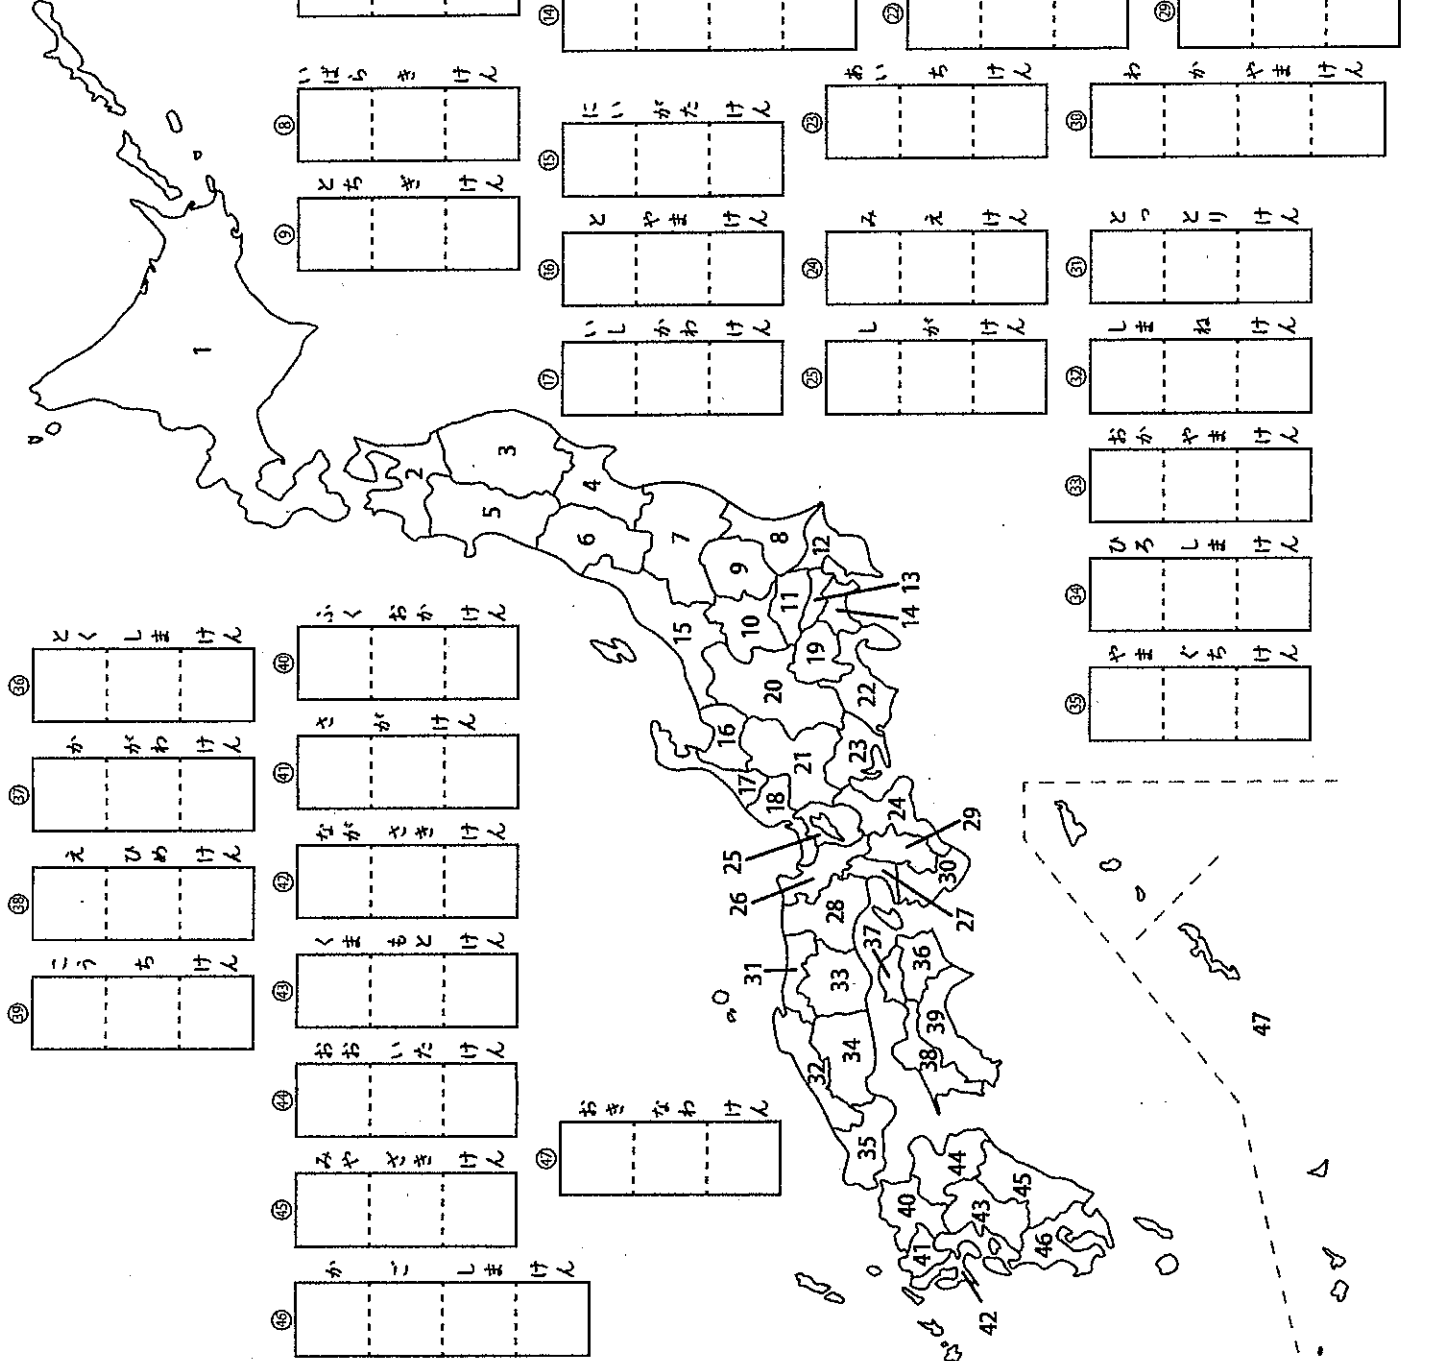 ⑧
いばら き けん
⑨
とち ぎ けん
⑭
⑮
にい がた けん
⑯
と やま けん
⑰
いし かわ けん
㉒
㉓
あい ち けん
㉔
み え けん
㉕
し が けん
㉙
㉚
わ か やま けん
㉛
とっ とり けん
㉜
しま ね けん
㉝
おか やま けん
㉞
ひろ しま けん
㉟
やま ぐち けん
㊱
とく しま けん
㊲
か がわ けん
㊳
え ひめ けん
㊴
こう ち けん
㊵
ふく おか けん
㊶
さ が けん
㊷
なが さき けん
㊸
くま もと けん
㊹
おお いた けん
㊺
みや ざき けん
㊻
か ご しま けん
㊼
おき なわ けん
1
2
3
4
5
6
7
8
9
10
11
12
13
14
15
16
17
18
19
20
21
22
23
24
25
26
27
28
29
30
31
32
33
34
35
36
37
38
39
40
41
42
43
44
45
46
47